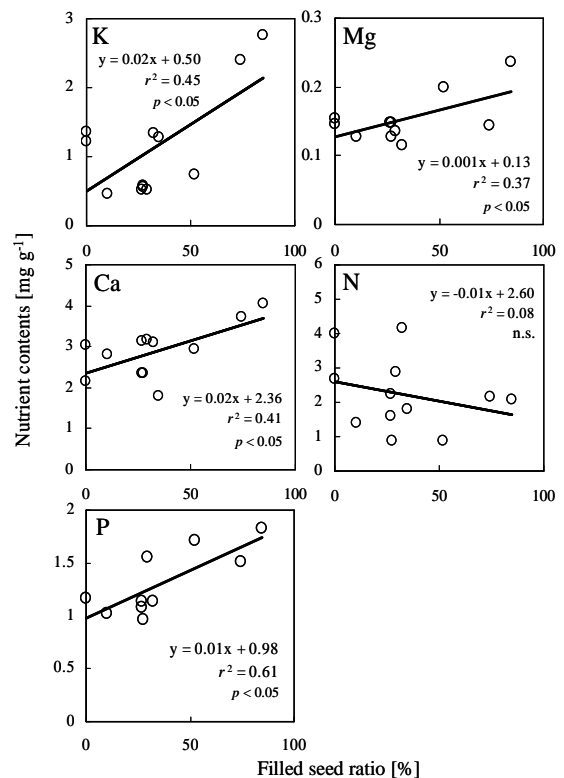 K
y = 0.02x + 0.50
r² = 0.45
p < 0.05
3
2
1
0
0
50
100
Mg
y = 0.001x + 0.13
r² = 0.37
p < 0.05
0.3
0.2
0.1
0
0
50
100
Nutrient contents [mg g⁻¹]
Ca
y = 0.02x + 2.36
r² = 0.41
p < 0.05
5
4
3
2
1
0
0
50
100
N
y = -0.01x + 2.60
r² = 0.08
n.s.
6
5
4
3
2
1
0
0
50
100
P
y = 0.01x + 0.98
r² = 0.61
p < 0.05
2
1.5
1
0.5
0
0
50
100
Filled seed ratio [%]